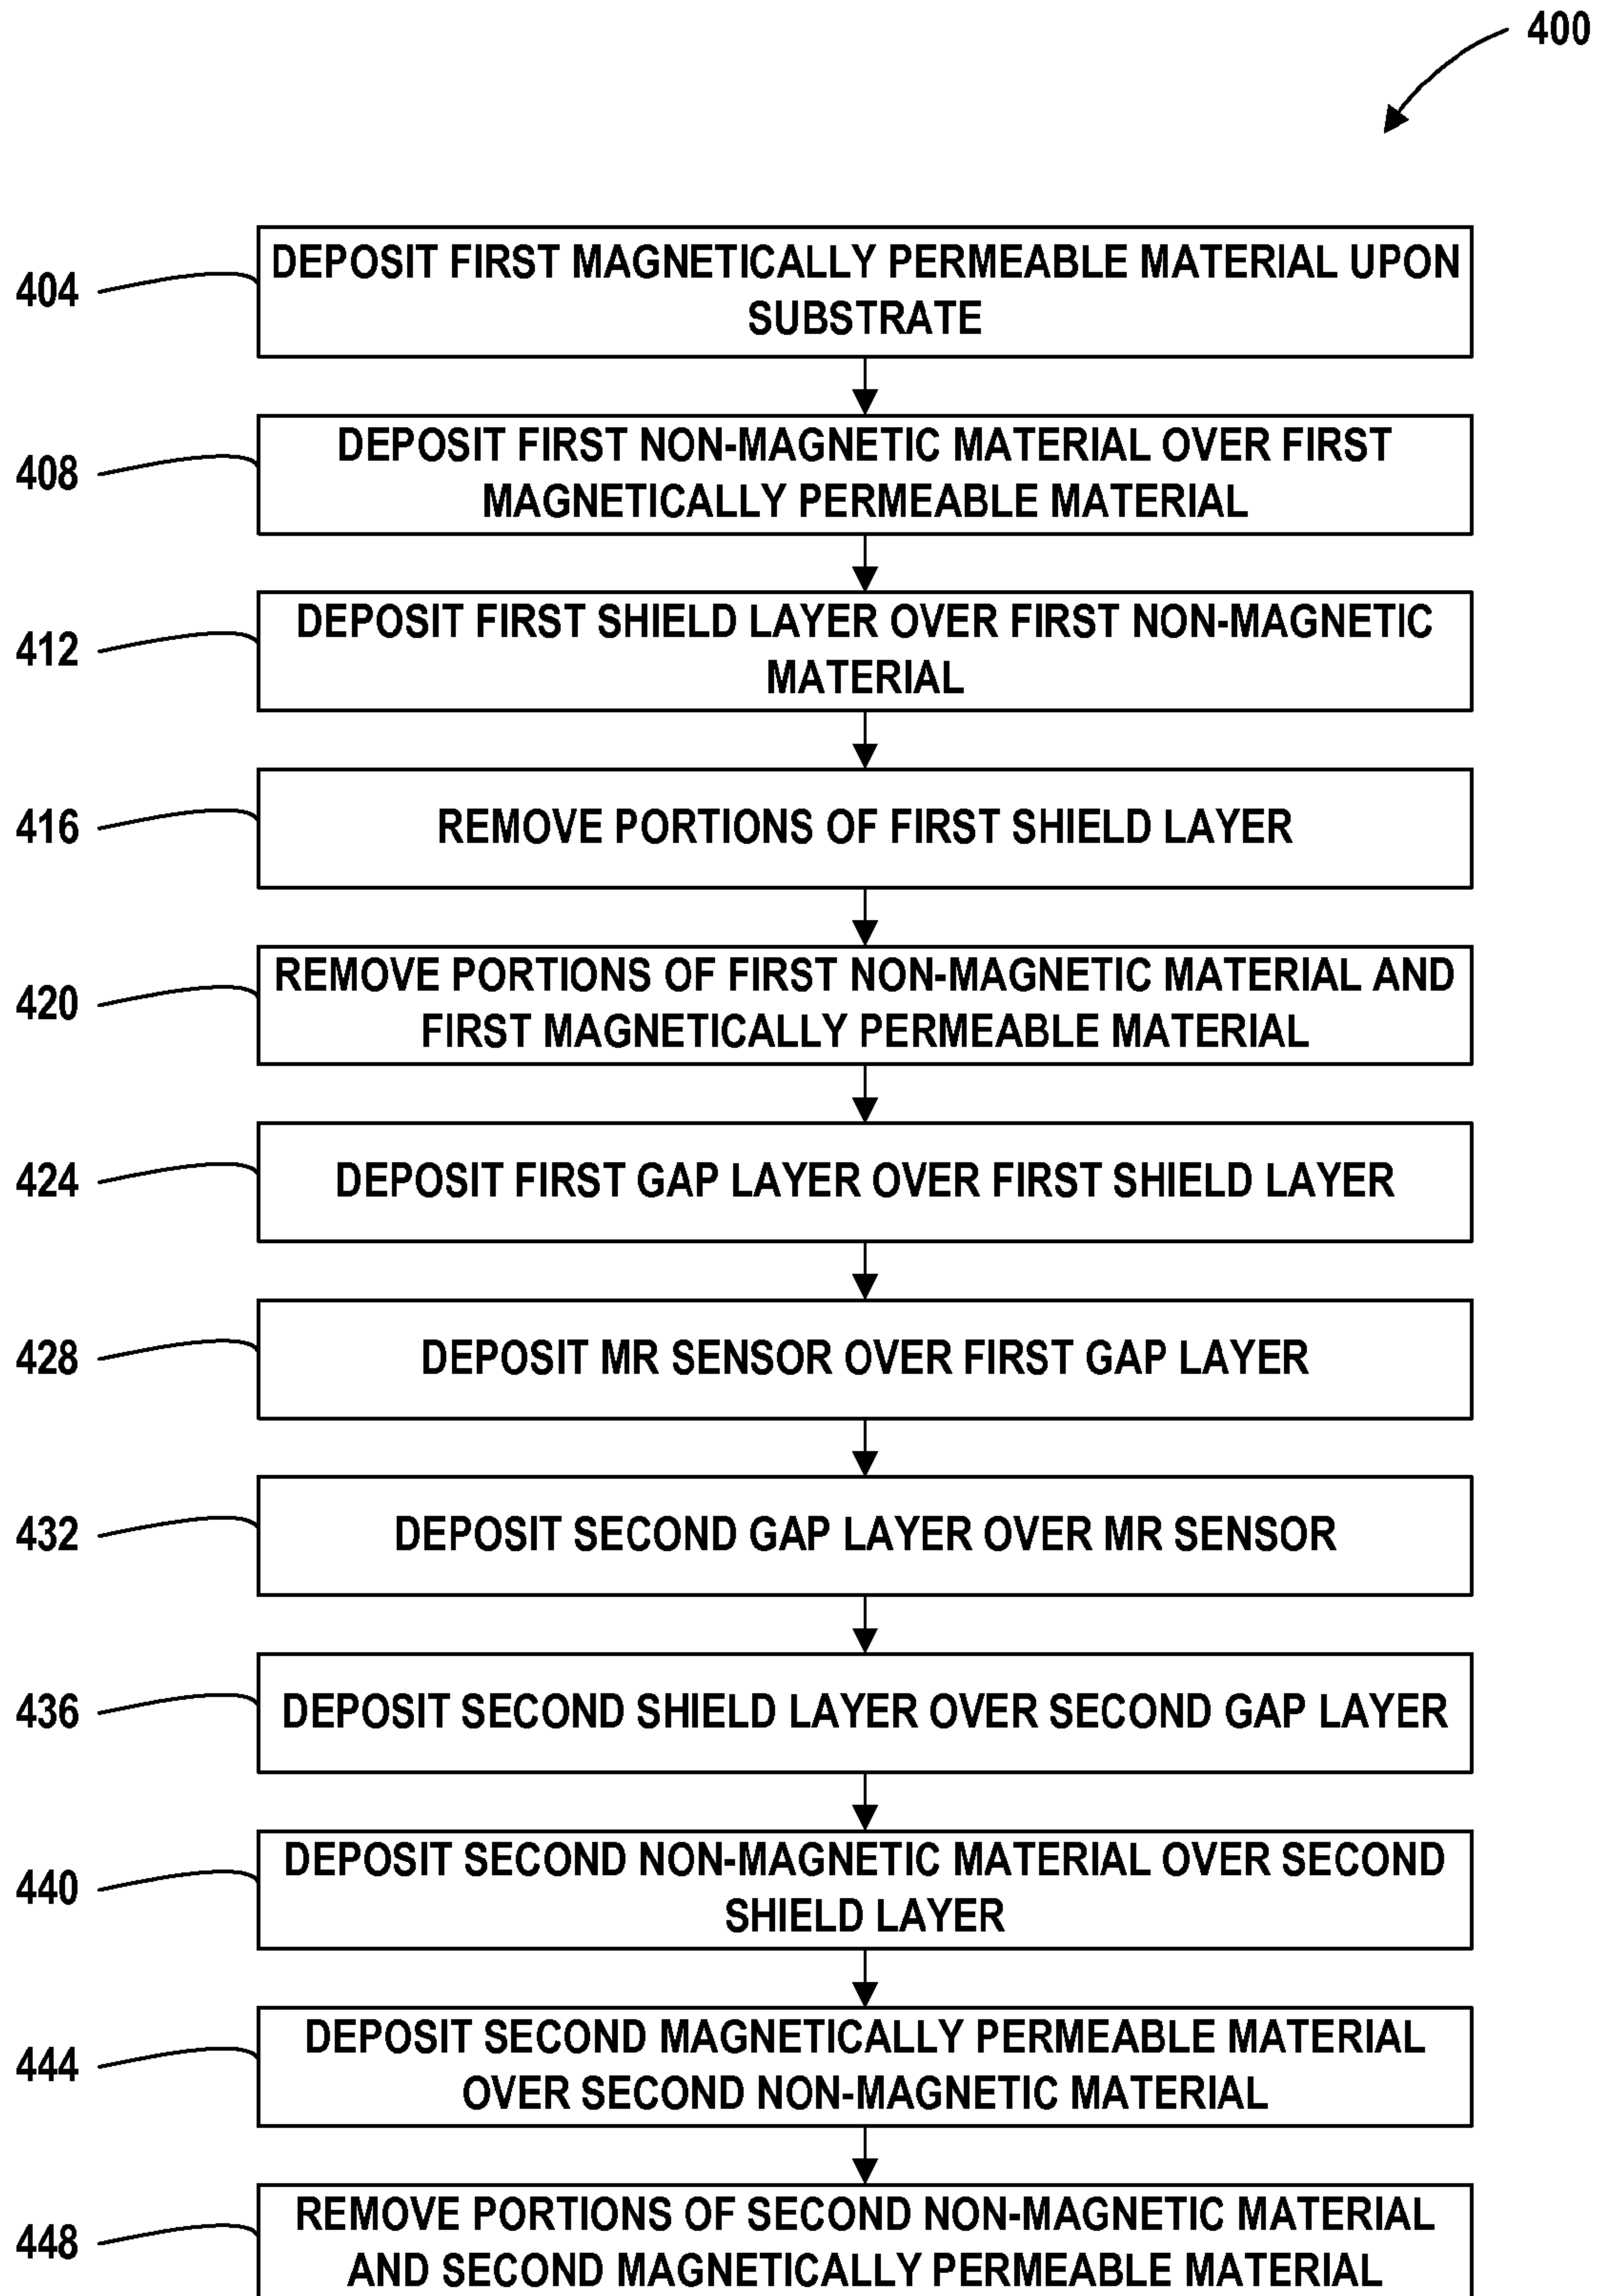 400
404
DEPOSIT FIRST MAGNETICALLY PERMEABLE MATERIAL UPON
SUBSTRATE
408
DEPOSIT FIRST NON-MAGNETIC MATERIAL OVER FIRST
MAGNETICALLY PERMEABLE MATERIAL
412
DEPOSIT FIRST SHIELD LAYER OVER FIRST NON-MAGNETIC
MATERIAL
416
REMOVE PORTIONS OF FIRST SHIELD LAYER
420
REMOVE PORTIONS OF FIRST NON-MAGNETIC MATERIAL AND
FIRST MAGNETICALLY PERMEABLE MATERIAL
424
DEPOSIT FIRST GAP LAYER OVER FIRST SHIELD LAYER
428
DEPOSIT MR SENSOR OVER FIRST GAP LAYER
432
DEPOSIT SECOND GAP LAYER OVER MR SENSOR
436
DEPOSIT SECOND SHIELD LAYER OVER SECOND GAP LAYER
440
DEPOSIT SECOND NON-MAGNETIC MATERIAL OVER SECOND
SHIELD LAYER
444
DEPOSIT SECOND MAGNETICALLY PERMEABLE MATERIAL
OVER SECOND NON-MAGNETIC MATERIAL
448
REMOVE PORTIONS OF SECOND NON-MAGNETIC MATERIAL
AND SECOND MAGNETICALLY PERMEABLE MATERIAL